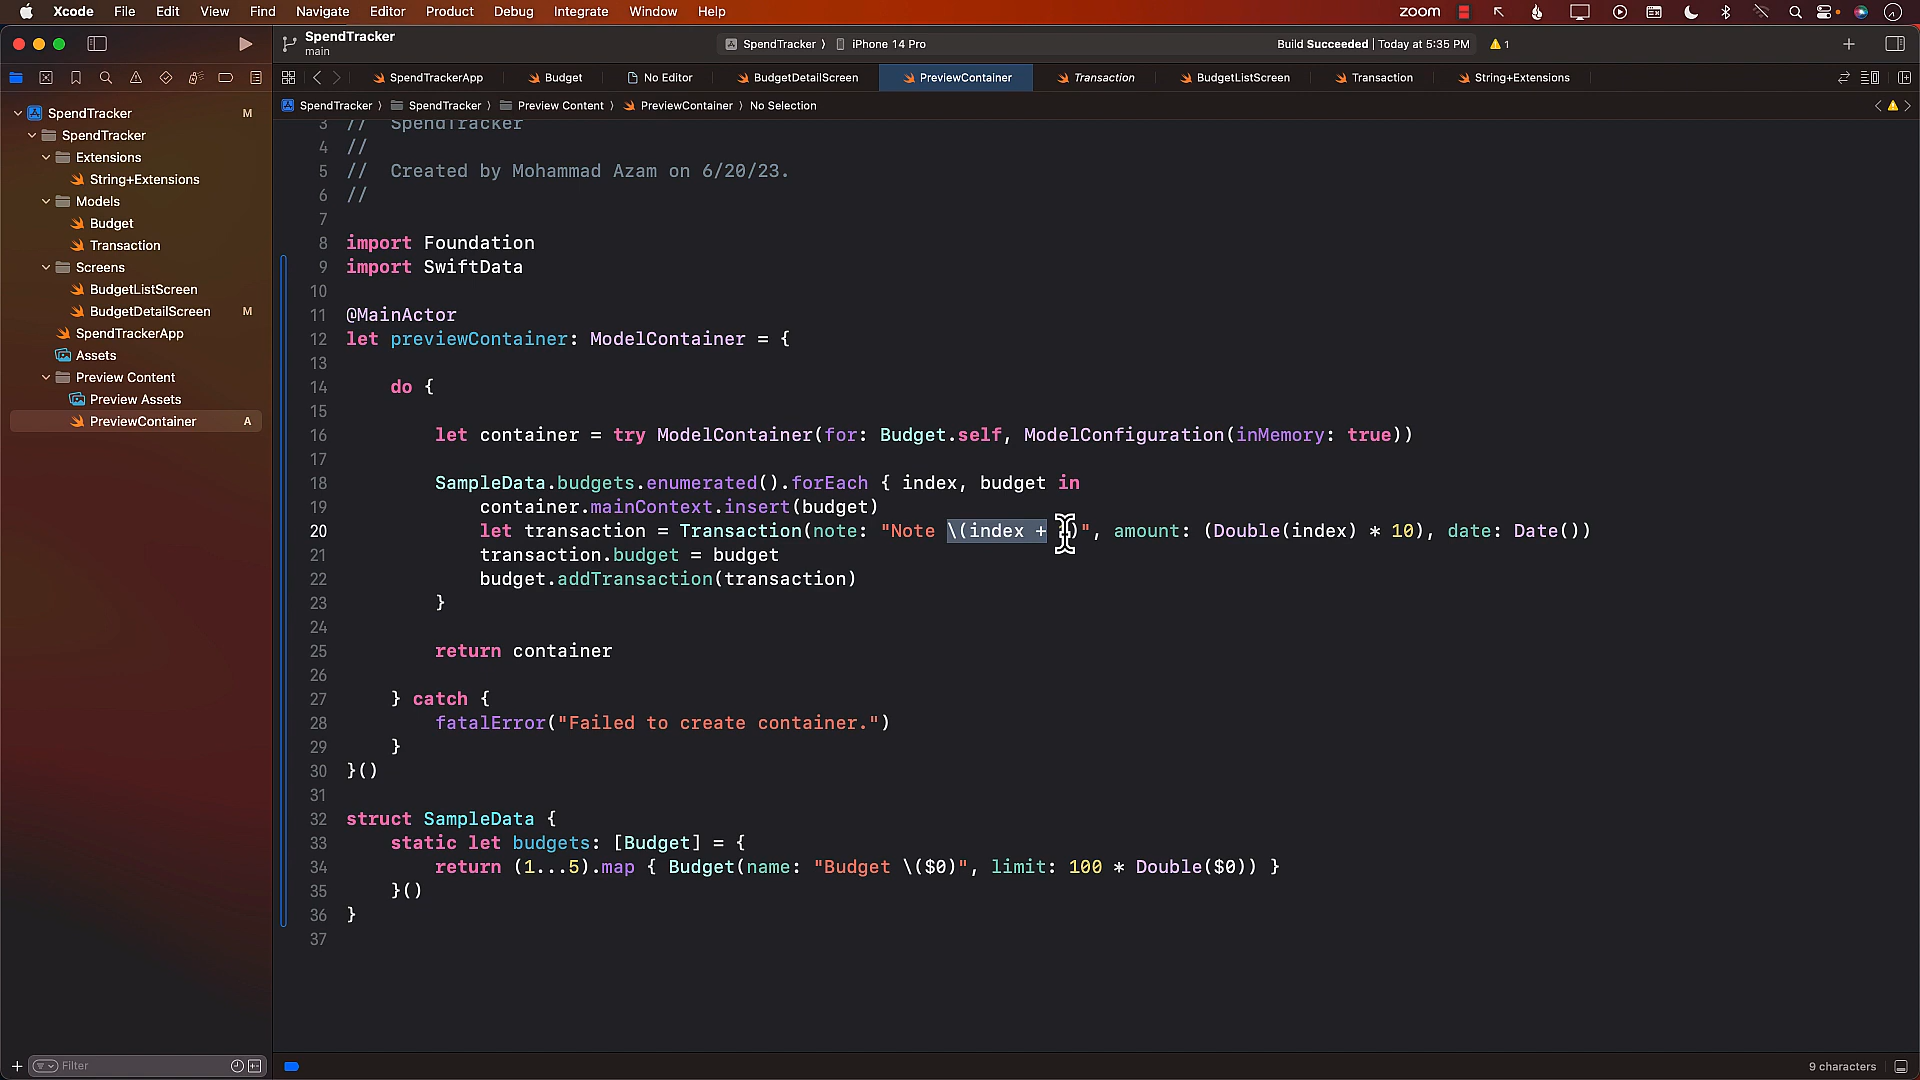 Xcode File Edit View Find Navigate Editor Product Debug Integrate Window Help zoom
SpendTracker
main
SpendTracker 〉 iPhone 14 Pro
Build Succeeded | Today at 5:35 PM
1
SpendTrackerApp Budget No Editor BudgetDetailScreen PreviewContainer Transaction BudgetListScreen Transaction String+Extensions
SpendTracker 〉 SpendTracker 〉 Preview Content 〉 PreviewContainer 〉 No Selection
SpendTracker M
SpendTracker
Extensions
String+Extensions
Models
Budget
Transaction
Screens
BudgetListScreen
BudgetDetailScreen M
SpendTrackerApp
Assets
Preview Content
Preview Assets
PreviewContainer A
Filter
3 // SpendTracker
4 //
5 // Created by Mohammad Azam on 6/20/23.
6 //
7
8 import Foundation
9 import SwiftData
10
11 @MainActor
12 let previewContainer: ModelContainer = {
13
14 do {
15
16 let container = try ModelContainer(for: Budget.self, ModelConfiguration(inMemory: true))
17
18 SampleData.budgets.enumerated().forEach { index, budget in
19 container.mainContext.insert(budget)
20 let transaction = Transaction(note: "Note \(index + )", amount: (Double(index) * 10), date: Date())
21 transaction.budget = budget
22 budget.addTransaction(transaction)
23 }
24
25 return container
26
27 } catch {
28 fatalError("Failed to create container.")
29 }
30 }()
31
32 struct SampleData {
33 static let budgets: [Budget] = {
34 return (1...5).map { Budget(name: "Budget \($0)", limit: 100 * Double($0)) }
35 }()
36 }
37
9 characters